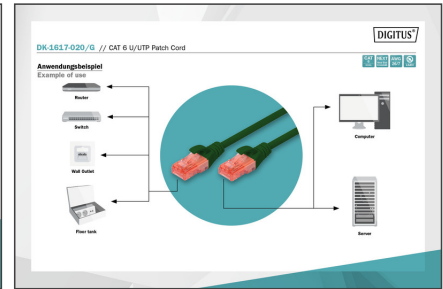 DIGITUS®
DK-1617-020/G // CAT 6 U/UTP Patch Cord
Anwendungsbeispiel
Example of use
Router
Switch
Wall Outlet
Floor tank
Computer
Server